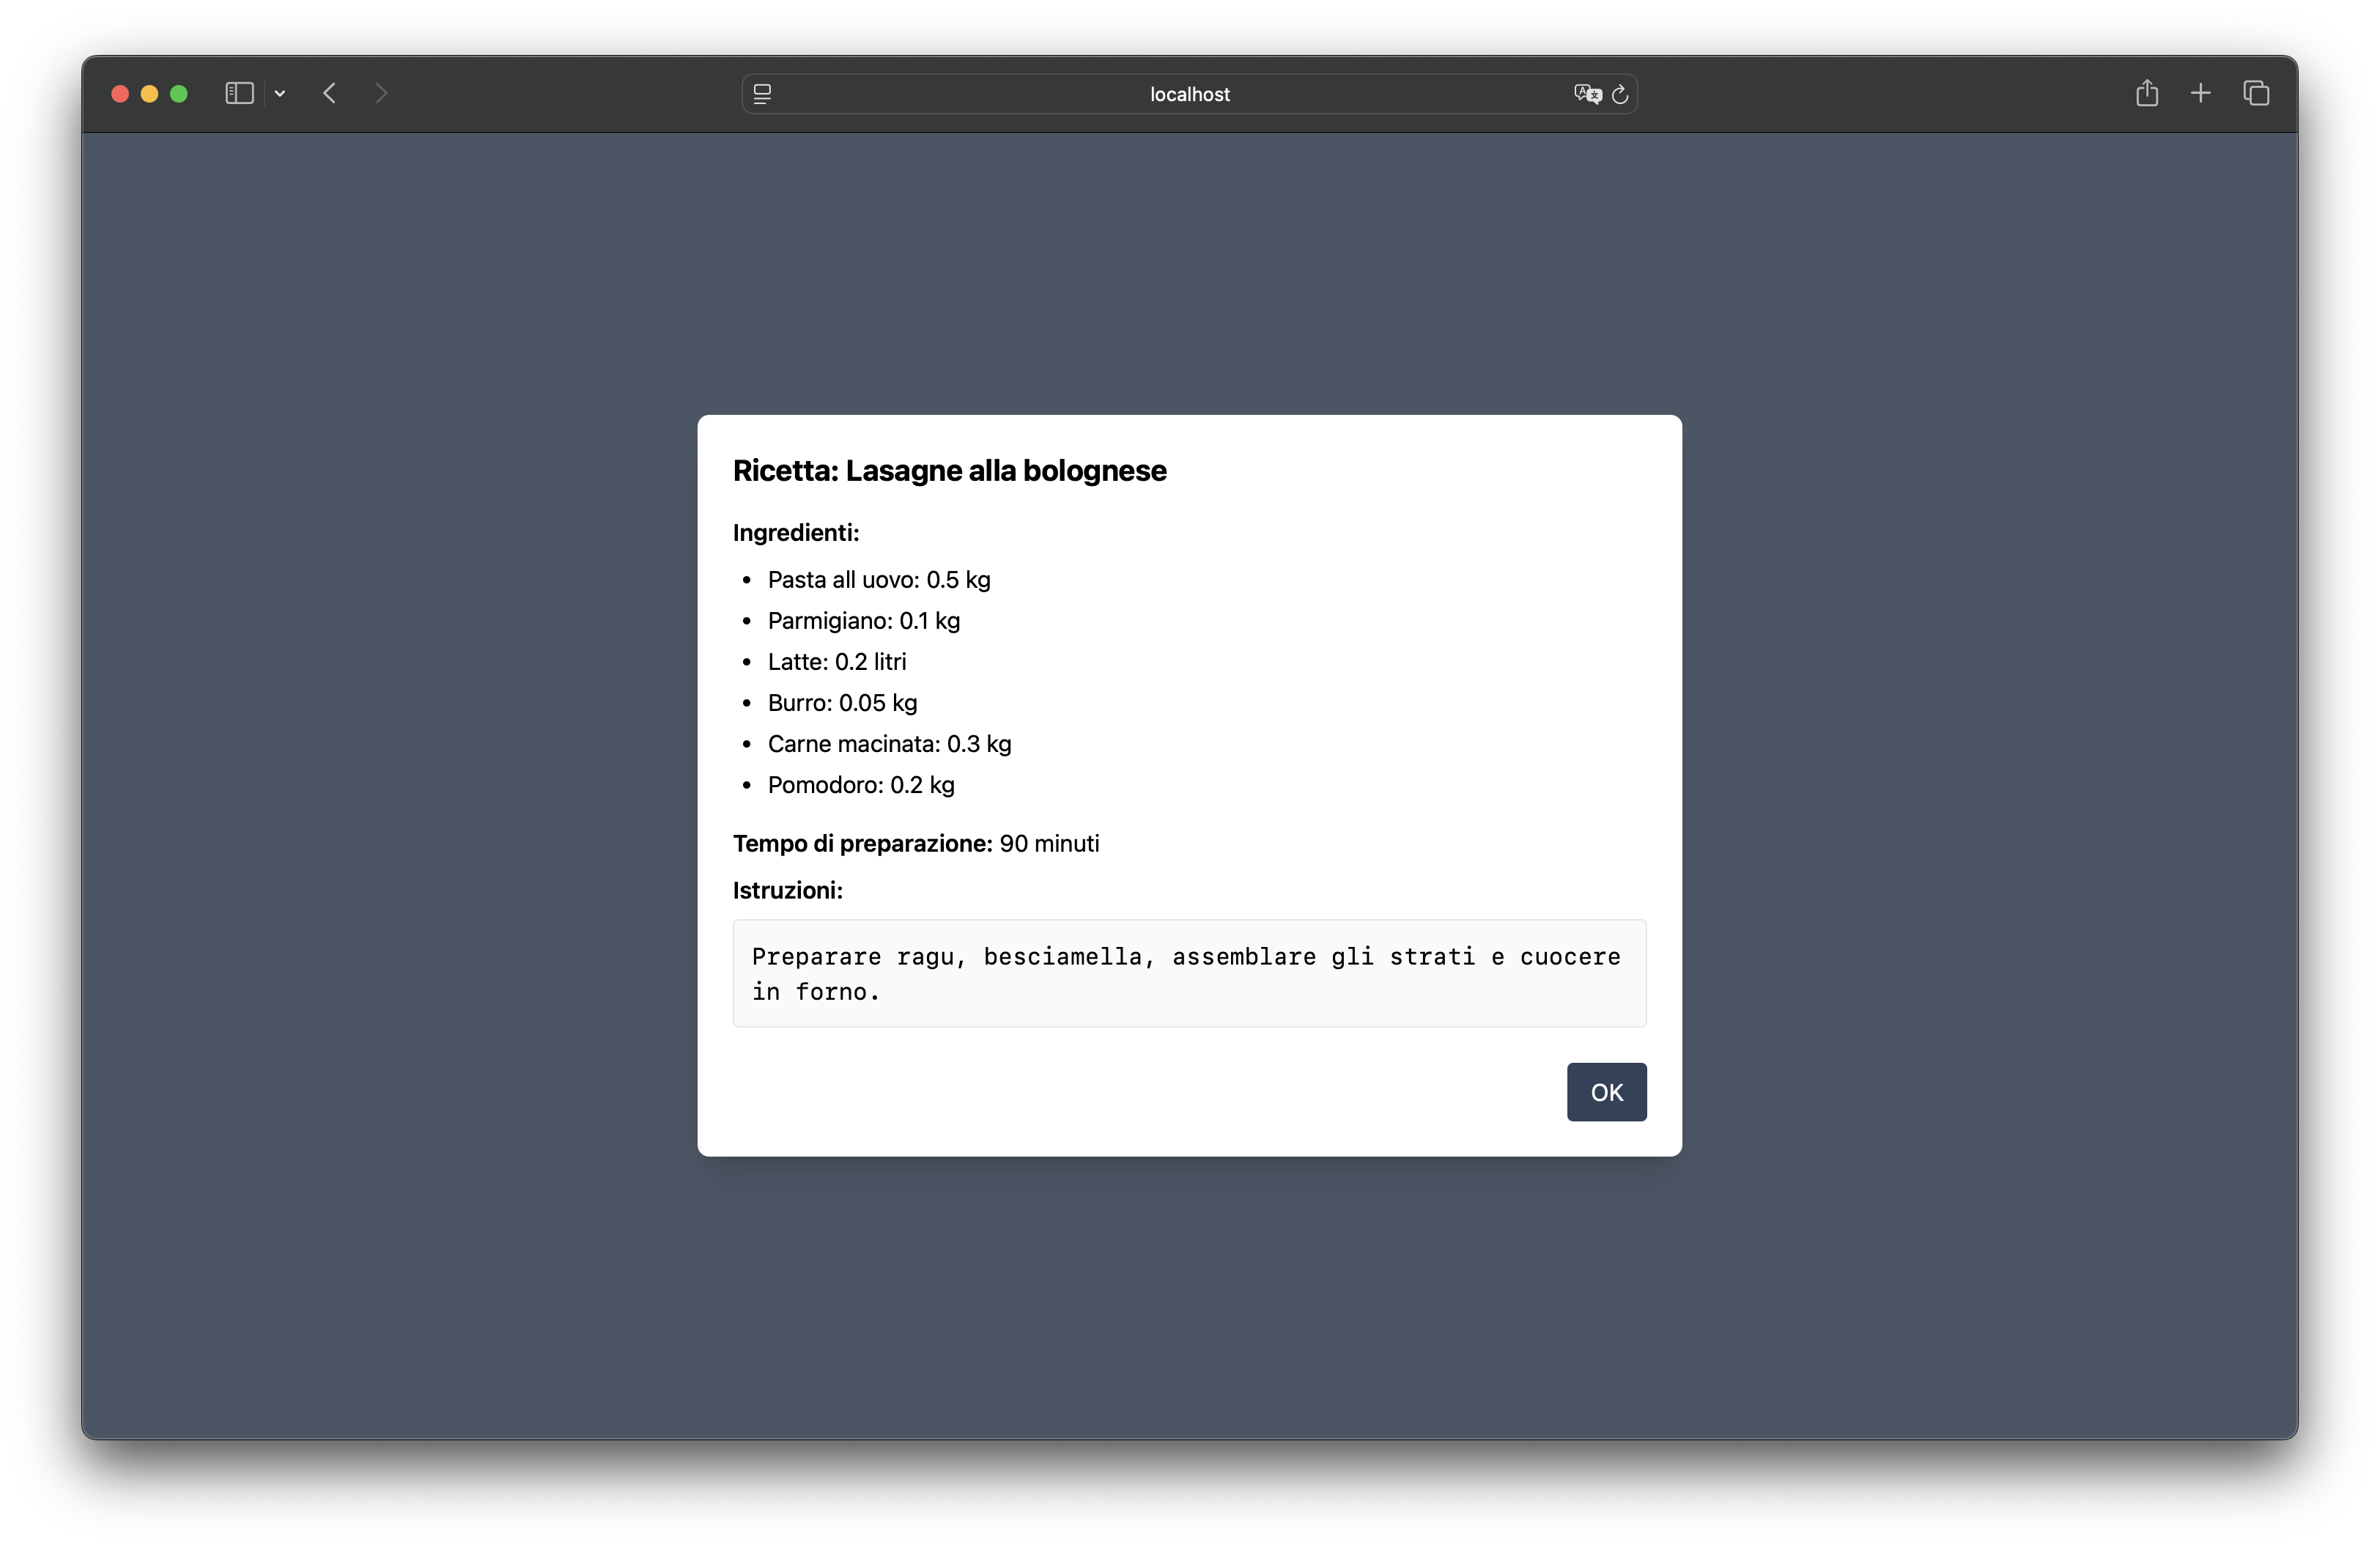 localhost
Ricetta: Lasagne alla bolognese
Ingredienti:
• Pasta all uovo: 0.5 kg
• Parmigiano: 0.1 kg
• Latte: 0.2 litri
• Burro: 0.05 kg
• Carne macinata: 0.3 kg
• Pomodoro: 0.2 kg
Tempo di preparazione: 90 minuti
Istruzioni:
Preparare ragu, besciamella, assemblare gli strati e cuocere
in forno.
OK